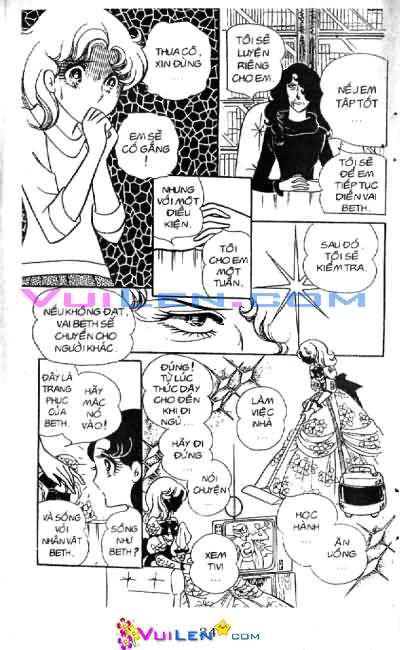 THƯA CÔ,
XIN ĐỪNG
...
EM SẼ
CỐ GẮNG
!
TÔI SẼ
LUYỆN
RIÊNG
CHO EM.
NẾU EM
TẬP TỐT
...
TÔI SẼ
ĐỂ EM
TIẾP TỤC
DIỄN VAI
BETH.
NHƯNG
VỚI MỘT
ĐIỀU
KIỆN.
TÔI
CHO EM
MỘT
TUẦN.
SAU ĐÓ,
TÔI SẼ
KIỂM TRA.
VUILEN.COM
NẾU KHÔNG ĐẠT,
VAI BETH SẼ
CHUYỂN CHO
NGƯỜI KHÁC.
ĐÂY LÀ
TRANG
PHỤC
CỦA
BETH.
HÃY
MẶC
NÓ
VÀO!
VÀ SỐNG
VỚI
NHÂN VẬT
BETH.
SỐNG
NHƯ
BETH?
ĐÚNG!
TỪ LÚC
THỨC DẬY
CHO ĐẾN
KHI ĐI
NGỦ ...
HÃY ĐI
ĐỨNG
...
NÓI
CHUYỆN
...
LÀM
VIỆC
NHÀ
...
XEM
TIVI
...
HỌC
HÀNH
...
ĂN
UỐNG
...
VUILEN.COM